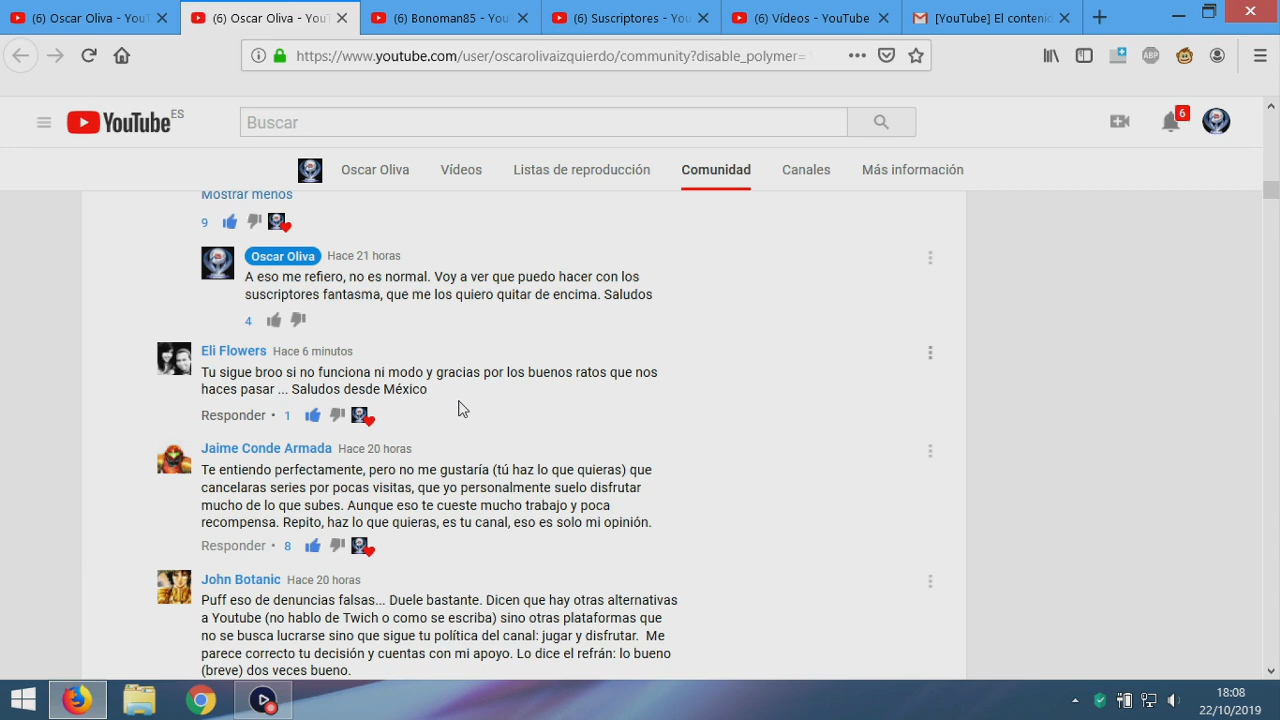 (6) Oscar Oliva - YouT
(6) Oscar Oliva - YouT
(6) Bonoman85 - You
(6) Suscriptores - You
(6) Vídeos - YouTube
[YouTube] El contenid
https://www.youtube.com/user/oscarolivaizquierdo/community?disable_polymer=
ABP
YouTube ES
Buscar
6
Oscar Oliva
Vídeos
Listas de reproducción
Comunidad
Canales
Más información
Mostrar menos
9
Oscar Oliva Hace 21 horas
A eso me refiero, no es normal. Voy a ver que puedo hacer con los
suscriptores fantasma, que me los quiero quitar de encima. Saludos
4
Eli Flowers Hace 6 minutos
Tu sigue broo si no funciona ni modo y gracias por los buenos ratos que nos
haces pasar ... Saludos desde México
Responder • 1
Jaime Conde Armada Hace 20 horas
Te entiendo perfectamente, pero no me gustaría (tú haz lo que quieras) que
cancelaras series por pocas visitas, que yo personalmente suelo disfrutar
mucho de lo que subes. Aunque eso te cueste mucho trabajo y poca
recompensa. Repito, haz lo que quieras, es tu canal, eso es solo mi opinión.
Responder • 8
John Botanic Hace 20 horas
Puff eso de denuncias falsas... Duele bastante. Dicen que hay otras alternativas
a Youtube (no hablo de Twich o como se escriba) sino otras plataformas que
no se busca lucrarse sino que sigue tu política del canal: jugar y disfrutar. Me
parece correcto tu decisión y cuentas con mi apoyo. Lo dice el refrán: lo bueno
(breve) dos veces bueno.
18:08
22/10/2019